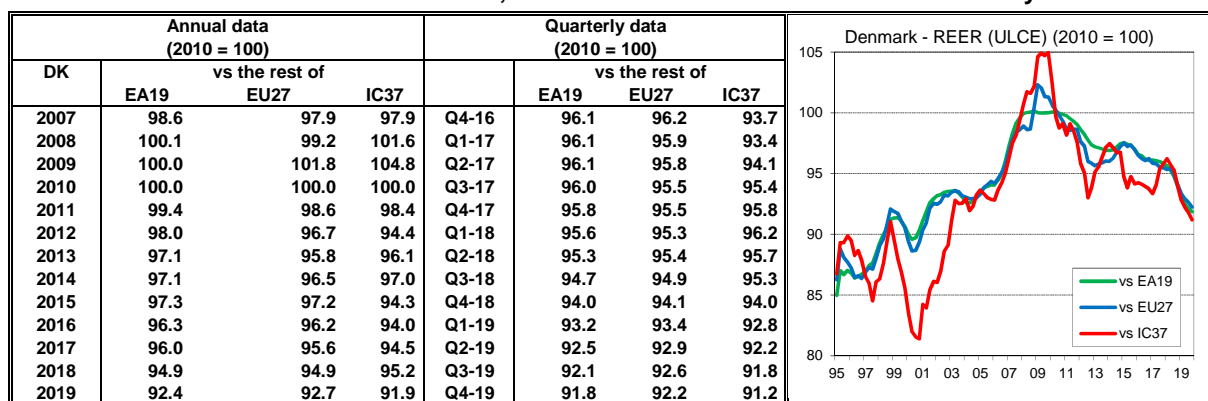 Annual data Quarterly data
(2010 = 100) (2010 = 100)
DK vs the rest of vs the rest of
EA19 EU27 IC37 EA19 EU27 IC37
2007 98.6 97.9 97.9 Q4-16 96.1 96.2 93.7
2008 100.1 99.2 101.6 Q1-17 96.1 95.9 93.4
2009 100.0 101.8 104.8 Q2-17 96.1 95.8 94.1
2010 100.0 100.0 100.0 Q3-17 96.0 95.5 95.4
2011 99.4 98.6 98.4 Q4-17 95.8 95.5 95.8
2012 98.0 96.7 94.4 Q1-18 95.6 95.3 96.2
2013 97.1 95.8 96.1 Q2-18 95.3 95.4 95.7
2014 97.1 96.5 97.0 Q3-18 94.7 94.9 95.3
2015 97.3 97.2 94.3 Q4-18 94.0 94.1 94.0
2016 96.3 96.2 94.0 Q1-19 93.2 93.4 92.8
2017 96.0 95.6 94.5 Q2-19 92.5 92.9 92.2
2018 94.9 94.9 95.2 Q3-19 92.1 92.6 91.8
2019 92.4 92.7 91.9 Q4-19 91.8 92.2 91.2
Denmark - REER (ULCE) (2010 = 100)
105
100
95
90
85
80
vs EA19
vs EU27
vs IC37
95 97 99 01 03 05 07 09 11 13 15 17 19